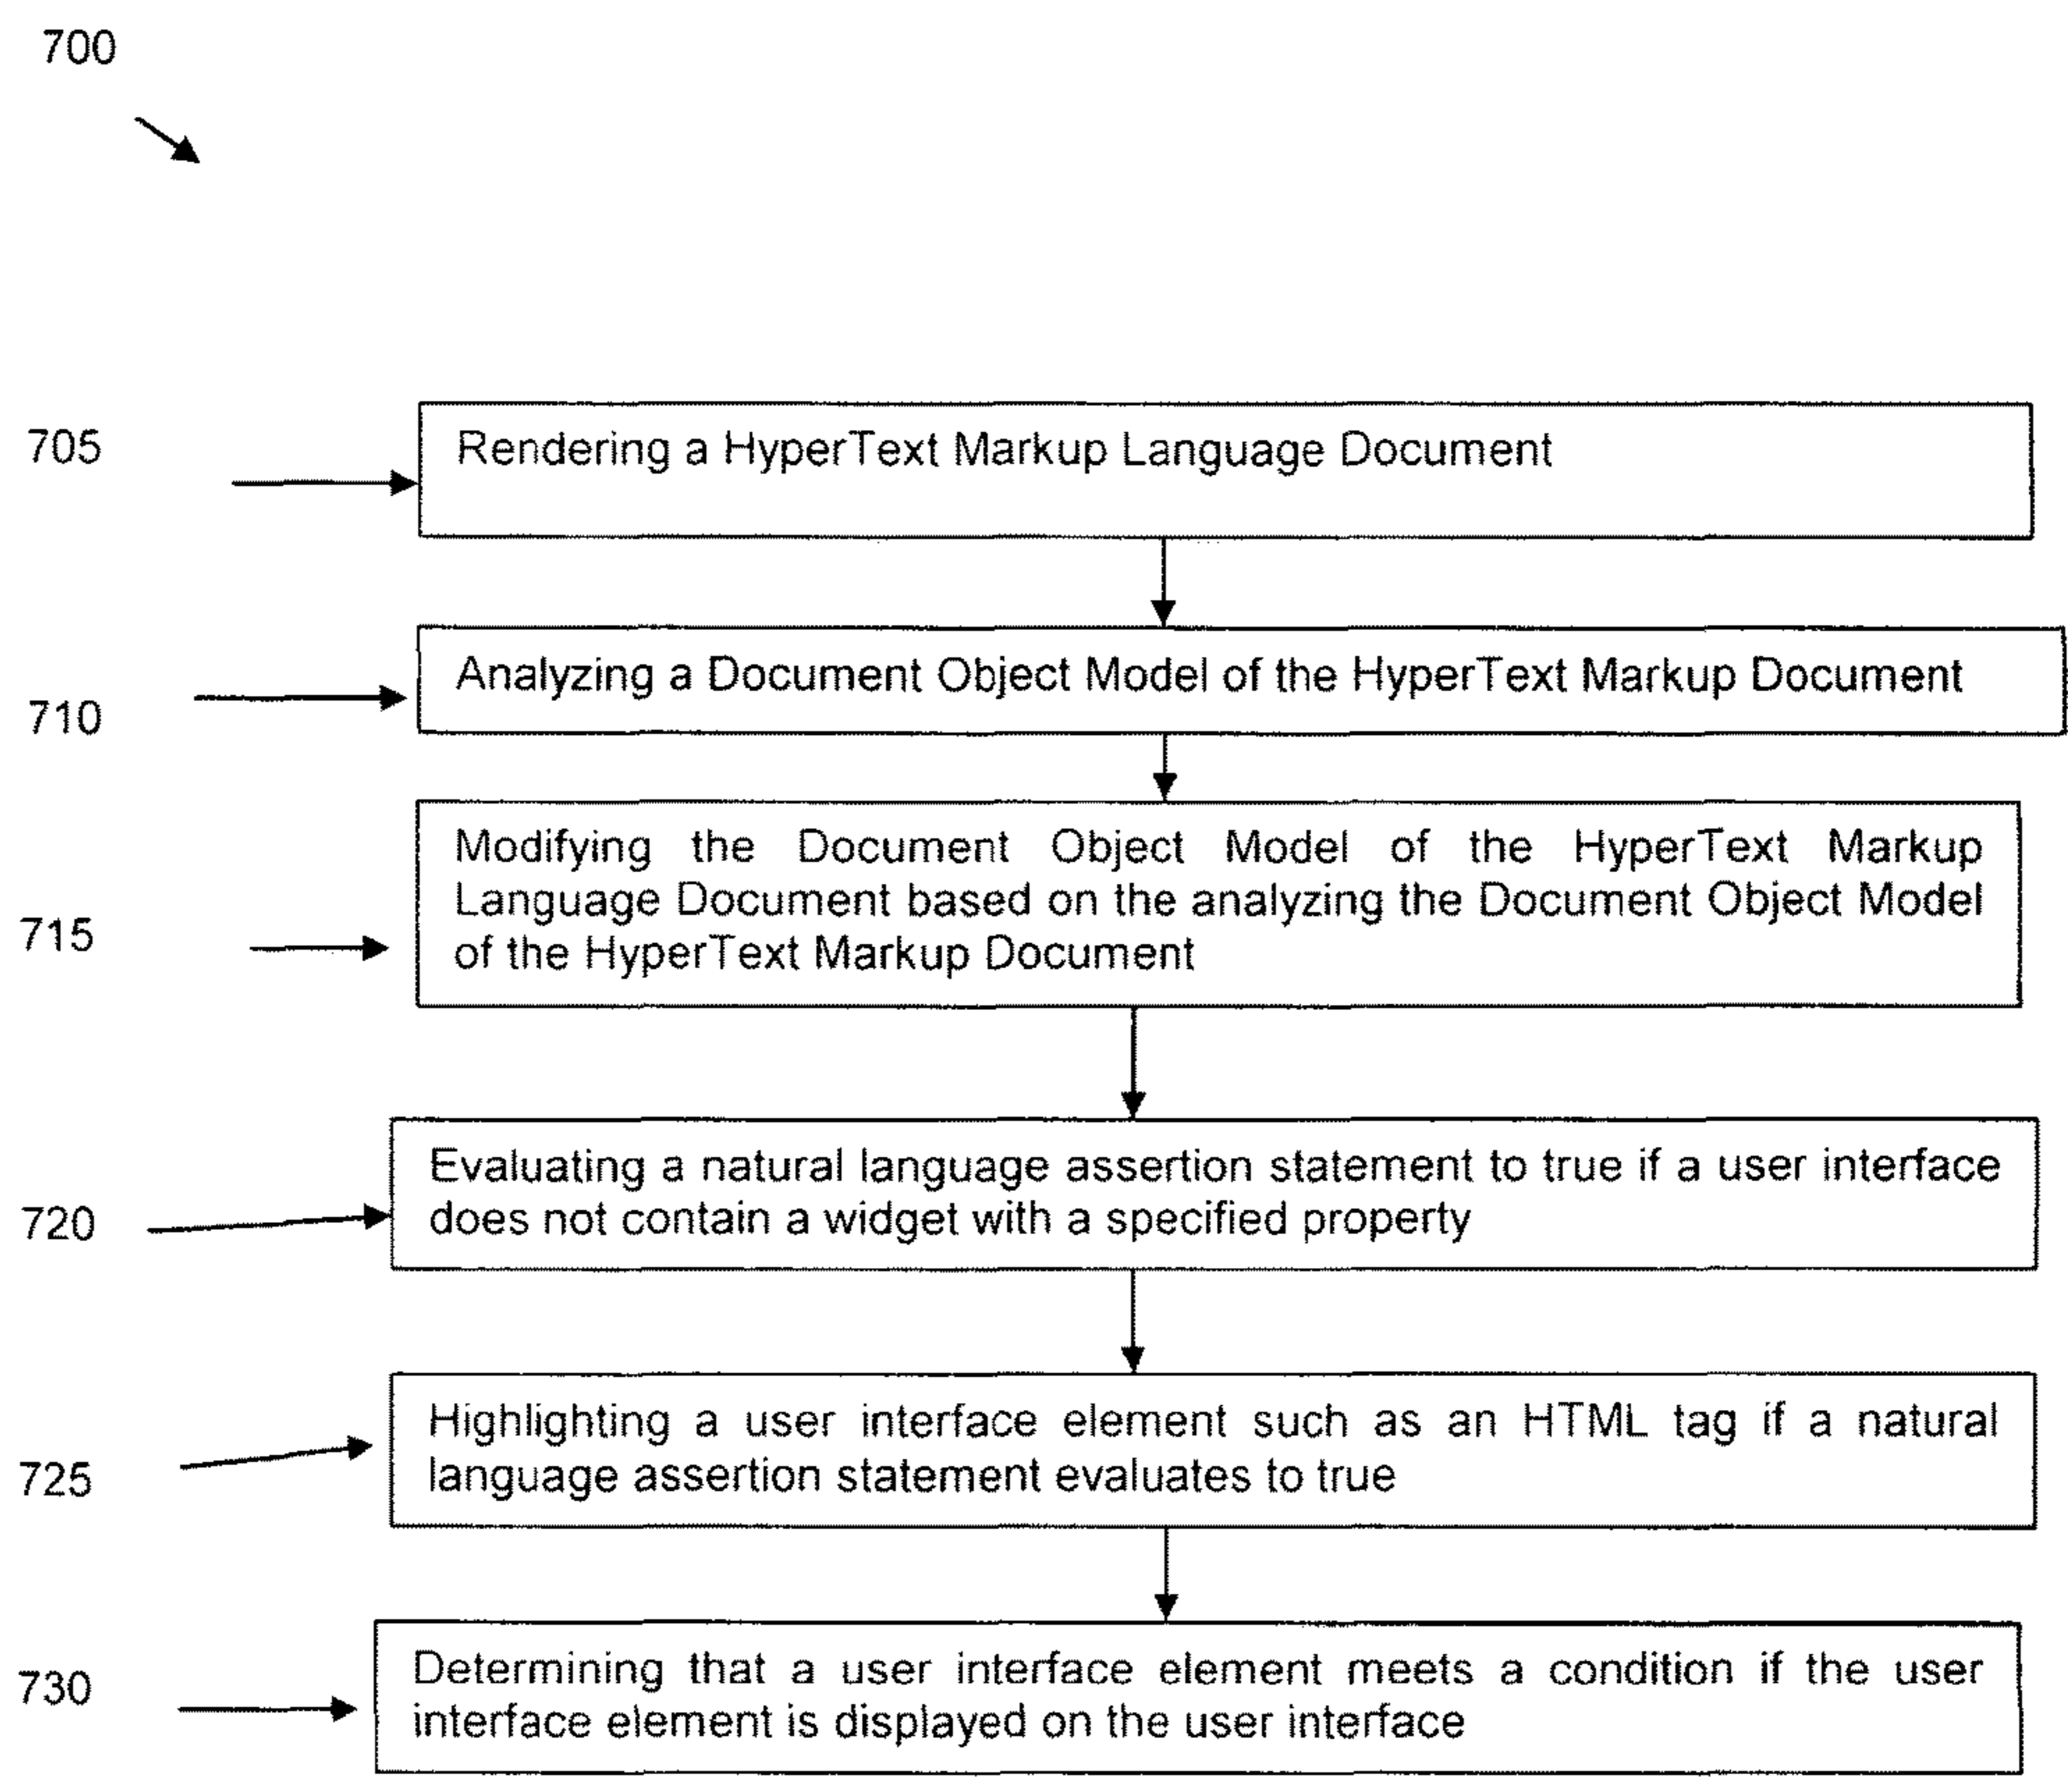 700
705
Rendering a HyperText Markup Language Document
710
Analyzing a Document Object Model of the HyperText Markup Document
715
Modifying the Document Object Model of the HyperText Markup
Language Document based on the analyzing the Document Object Model
of the HyperText Markup Document
720
Evaluating a natural language assertion statement to true if a user interface
does not contain a widget with a specified property
725
Highlighting a user interface element such as an HTML tag if a natural
language assertion statement evaluates to true
730
Determining that a user interface element meets a condition if the user
interface element is displayed on the user interface